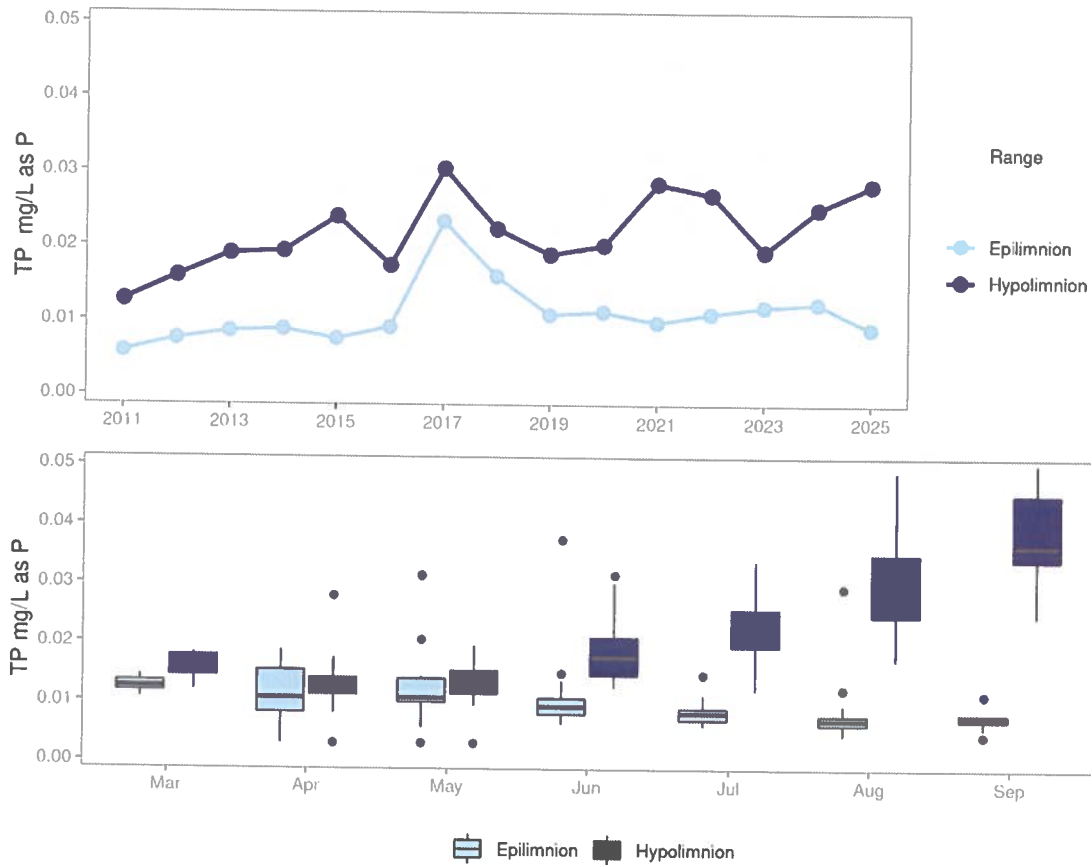 0.05
0.04
0.03
0.02
0.01
0.00
TP mg/L as P
2011 2013 2015 2017 2019 2021 2023 2025
Range
Epilimnion
Hypolimnion
0.05
0.04
0.03
0.02
0.01
0.00
TP mg/L as P
Mar Apr May Jun Jul Aug Sep
Epilimnion Hypolimnion